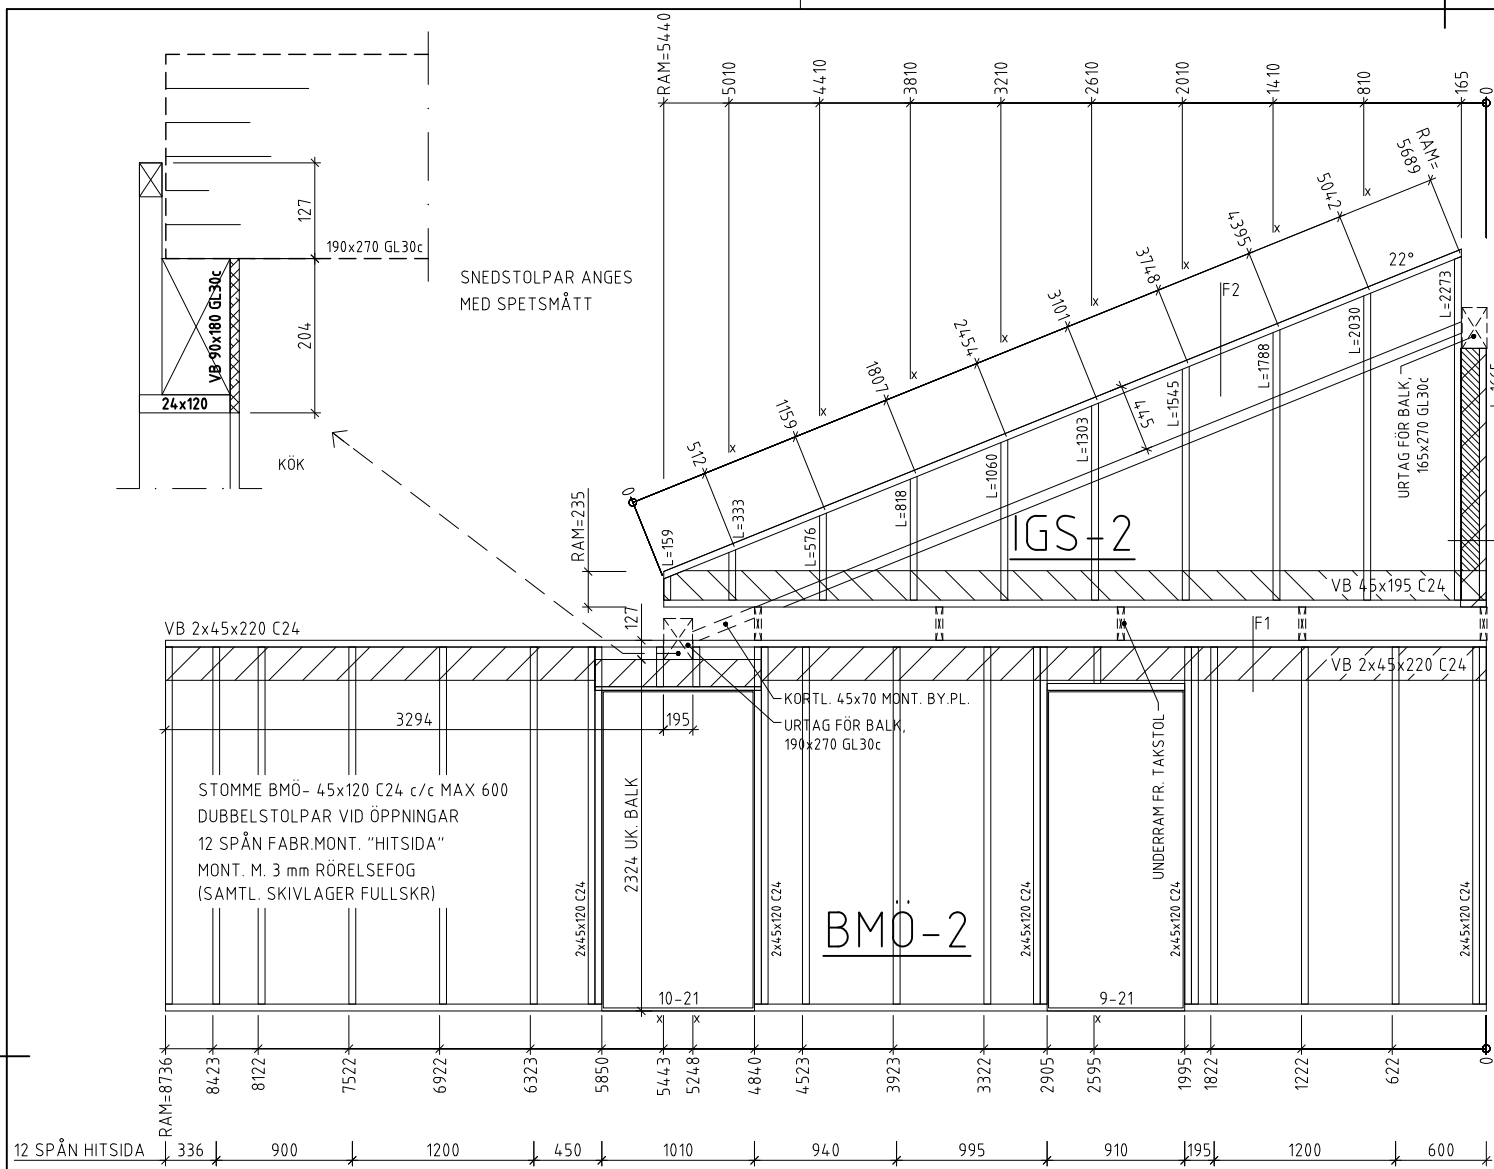 RAM=5440
5010
4410
3810
3210
2610
2010
1410
810
165
0
127
190x270 GL30c
VB 90x180 GL30c
204
24x120
KÖK
SNEDSTOLPAR ANGES
MED SPETSMÅTT
RAM=
5689
5042
4395
3748
3101
2454
1807
1159
512
0
x
x
x
x
x
x
x
x
22°
F2
445
L=159
L=333
L=576
L=818
L=1060
L=1303
L=1545
L=1788
L=2030
L=2273
URTAG FÖR BALK,
165x270 GL30c
RAM=235
IGS-2
VB 45x195 C24
127
VB 2x45x220 C24
F1
VB 2x45x220 C24
KORTL. 45x70 MONT. BY.PL.
URTAG FÖR BALK,
190x270 GL30c
3294
195
2324 UK. BALK
UNDERRAM FR. TAKSTOL
STOMME BMÖ- 45x120 C24 c/c MAX 600
DUBBELSTOLPAR VID ÖPPNINGAR
12 SPÅN FABR.MONT. "HITSIDA"
MONT. M. 3 mm RÖRELSEFOG
(SAMTL. SKIVLAGER FULLSKR)
2x45x120 C24
2x45x120 C24
2x45x120 C24
2x45x120 C24
2x45x120 C24
BMÖ-2
10-21
9-21
x
x
x
RAM=8736
8423
8122
7522
6922
6323
5850
5443
5248
4840
4523
3923
3322
2905
2595
1995
1822
1222
622
0
12 SPÅN HITSIDA
336
900
1200
450
1010
940
995
910
195
1200
600